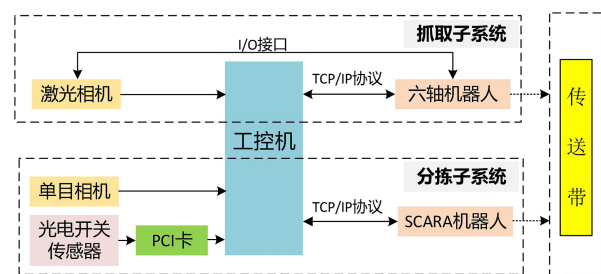 抓取子系统
I/O接口
激光相机
TCP/IP协议
六轴机器人
工控机
传送带
分拣子系统
单目相机
光电开关
传感器
PCI卡
TCP/IP协议
SCARA机器人